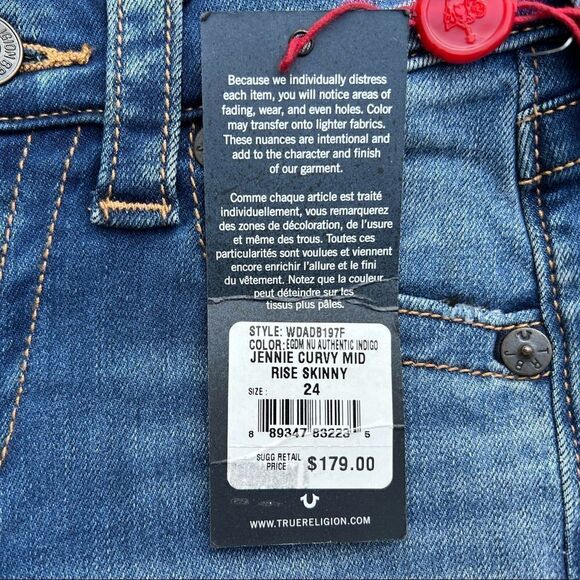 Because we individually distress
each item, you will notice areas of
fading, wear, and even holes. Color
may transfer onto lighter fabrics.
These nuances are intentional and
add to the character and finish
of our garment.
Comme chaque article est traité
individuellement, vous remarquerez
des zones de décoloration, de l'usure
et même des trous. Toutes ces
particularités sont voulues et viennent
encore enrichir l'allure et le fini
du vêtement. Notez que la couleur
peut déteindre sur les
tissus plus pâles.
STYLE: WDADB197F
COLOR: EGDM NU AUTHENTIC INDIGO
JENNIE CURVY MID
RISE SKINNY
SIZE: 24
8 89347 83223 5
SUGG RETAIL
PRICE $179.00
WWW.TRUERELIGION.COM